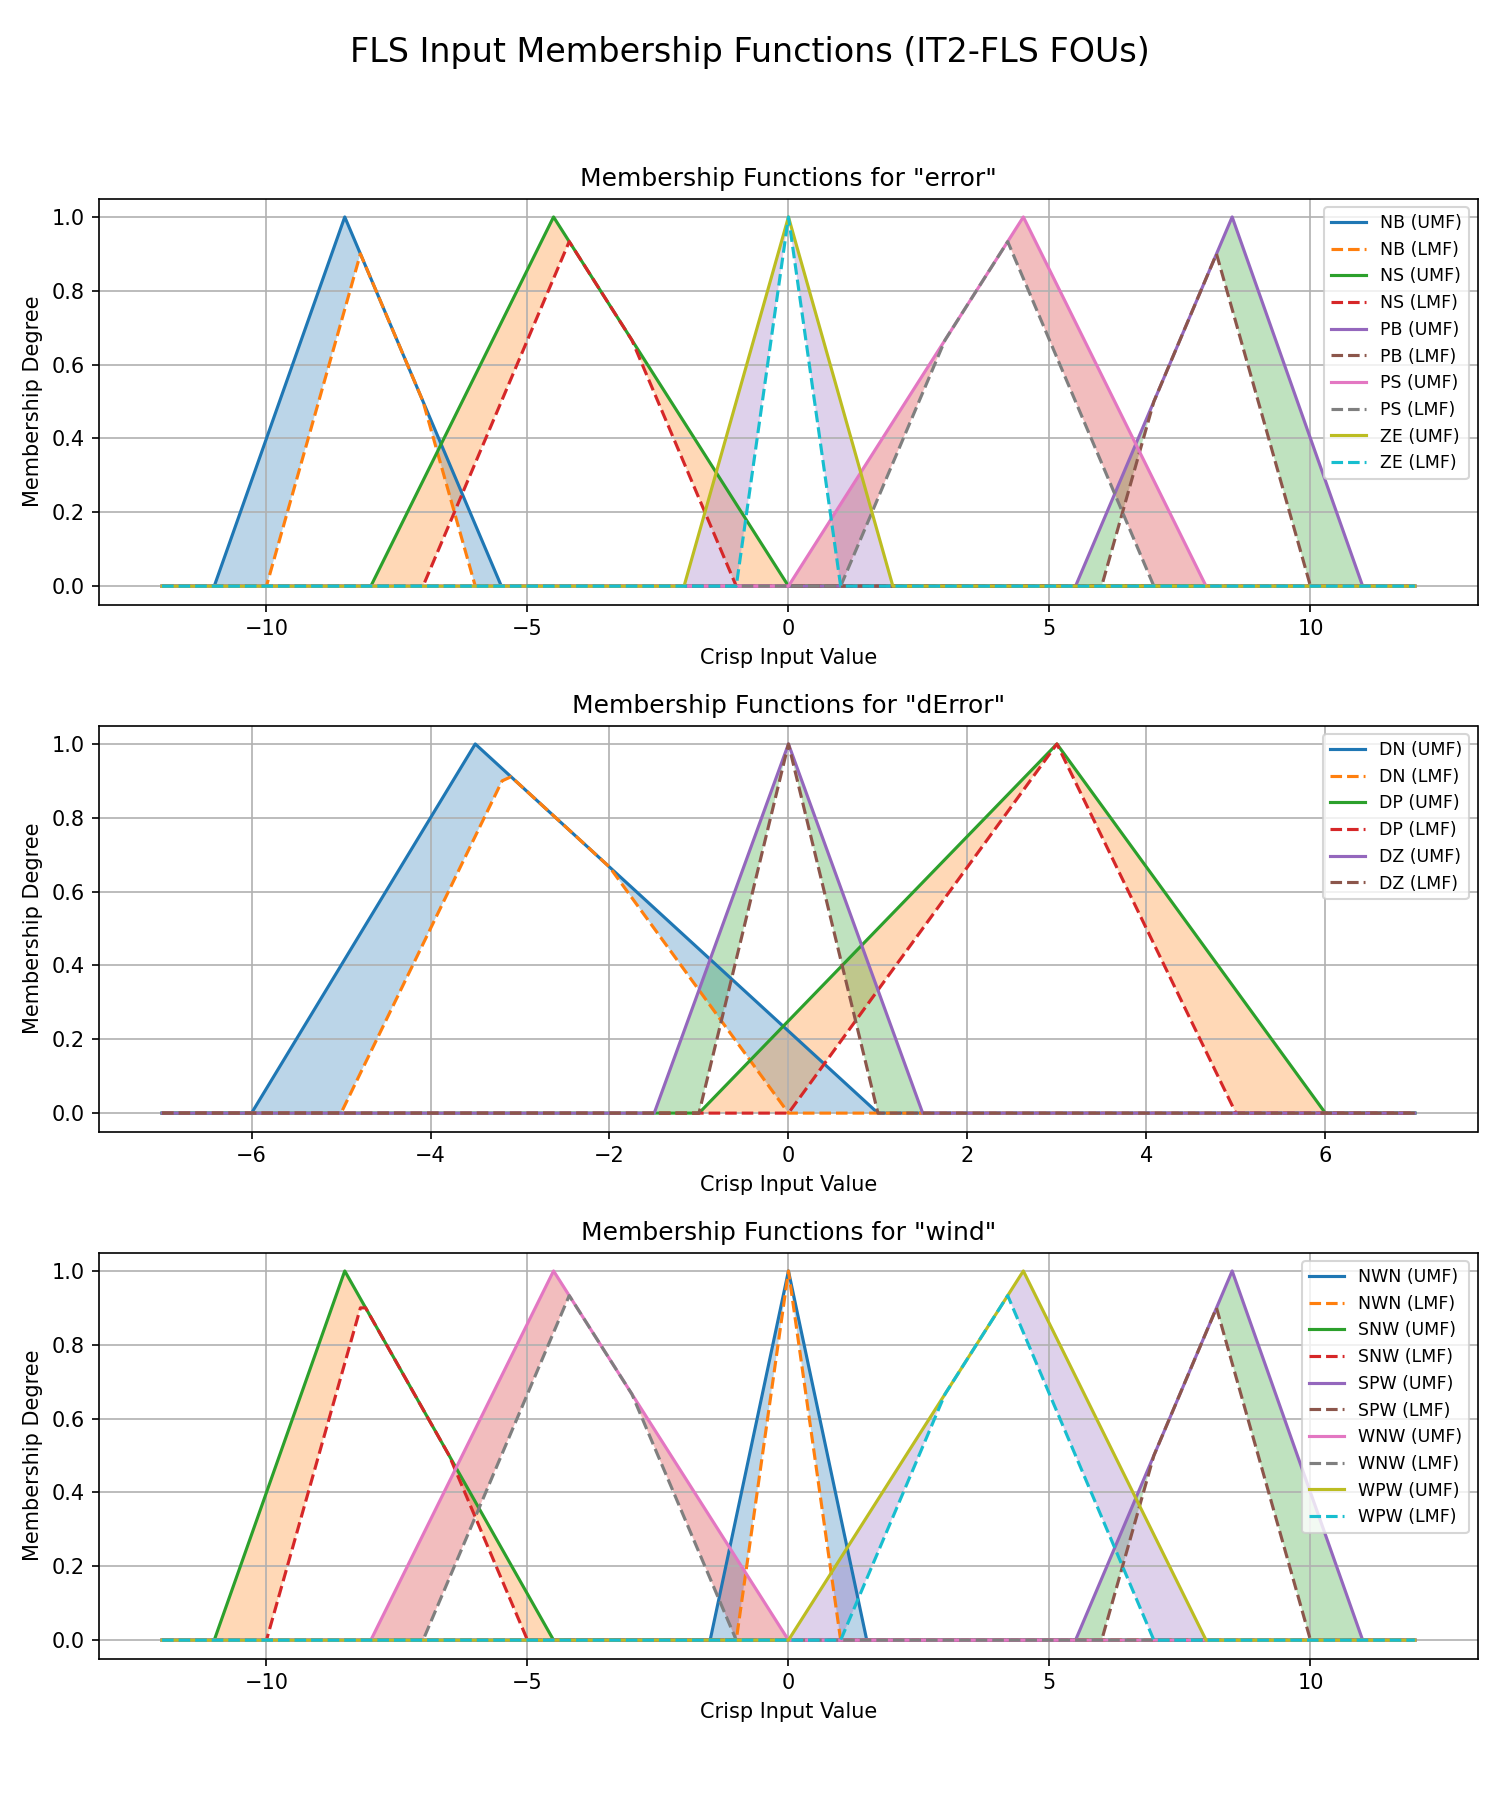 FLS Input Membership Functions (IT2-FLS FOUs)
Membership Functions for "error"
Membership Degree
1.0
0.8
0.6
0.4
0.2
0.0
NB (UMF)
NB (LMF)
NS (UMF)
NS (LMF)
PB (UMF)
PB (LMF)
PS (UMF)
PS (LMF)
ZE (UMF)
ZE (LMF)
−10 −5 0 5 10
Crisp Input Value
Membership Functions for "dError"
Membership Degree
1.0
0.8
0.6
0.4
0.2
0.0
DN (UMF)
DN (LMF)
DP (UMF)
DP (LMF)
DZ (UMF)
DZ (LMF)
−6 −4 −2 0 2 4 6
Crisp Input Value
Membership Functions for "wind"
Membership Degree
1.0
0.8
0.6
0.4
0.2
0.0
NWN (UMF)
NWN (LMF)
SNW (UMF)
SNW (LMF)
SPW (UMF)
SPW (LMF)
WNW (UMF)
WNW (LMF)
WPW (UMF)
WPW (LMF)
−10 −5 0 5 10
Crisp Input Value